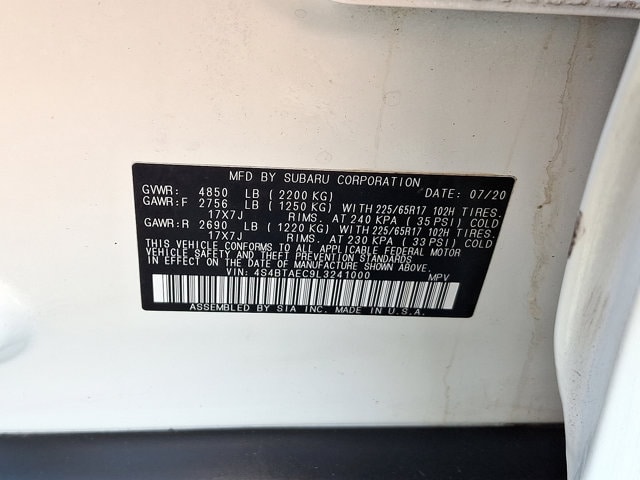 MFD BY SUBARU CORPORATION
GVWR: 4850 LB (2200 KG) DATE: 07/20
GAWR:F 2756 LB (1250 KG) WITH 225/65R17 102H TIRES.
17X7J RIMS. AT 240 KPA (35 PSI) COLD
GAWR:R 2690 LB (1220 KG) WITH 225/65R17 102H TIRES.
17X7J RIMS. AT 230 KPA (33 PSI) COLD
THIS VEHICLE CONFORMS TO ALL APPLICABLE FEDERAL MOTOR
VEHICLE SAFETY AND THEFT PREVENTION STANDARDS
IN EFFECT ON THE DATE OF MANUFACTURE SHOWN ABOVE.
VIN: 4S4BTAEC9L3241000 MPV
ASSEMBLED BY SIA INC. MADE IN U.S.A.